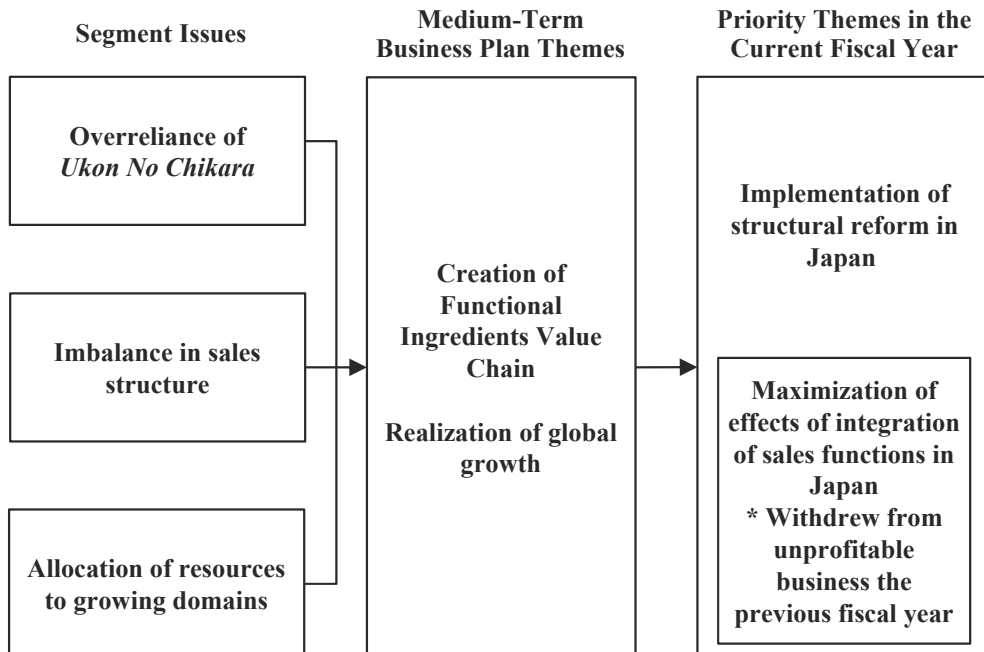 Segment Issues
Medium-Term
Business Plan Themes
Priority Themes in the
Current Fiscal Year
Overreliance of
Ukon No Chikara
Imbalance in sales
structure
Allocation of resources
to growing domains
Creation of
Functional
Ingredients Value
Chain
Realization of global
growth
Implementation of
structural reform in
Japan
Maximization of
effects of integration
of sales functions in
Japan
* Withdrew from
unprofitable
business the
previous fiscal year